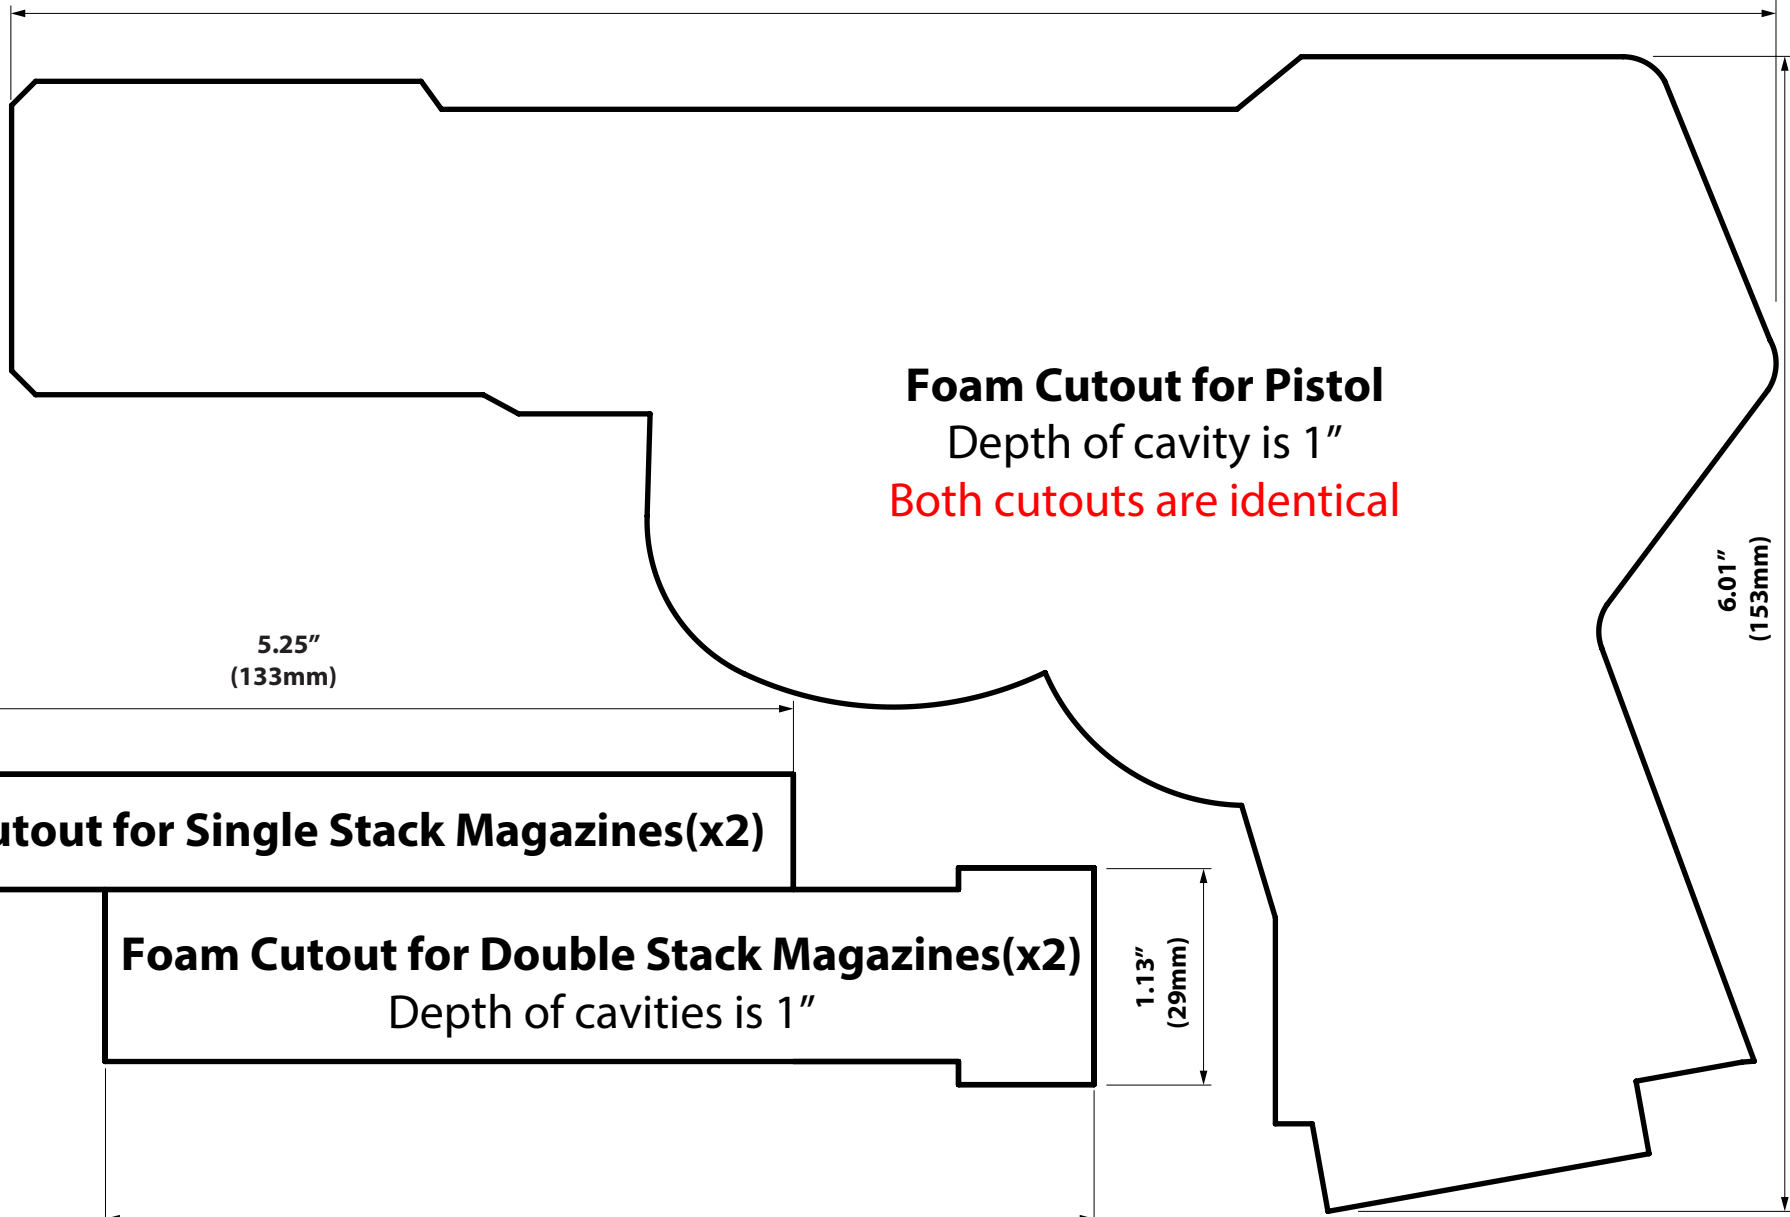 Foam Cutout for Pistol
Depth of cavity is 1”
Both cutouts are identical
6.01”
(153mm)
5.25”
(133mm)
utout for Single Stack Magazines(x2)
Foam Cutout for Double Stack Magazines(x2)
Depth of cavities is 1”
1.13”
(29mm)